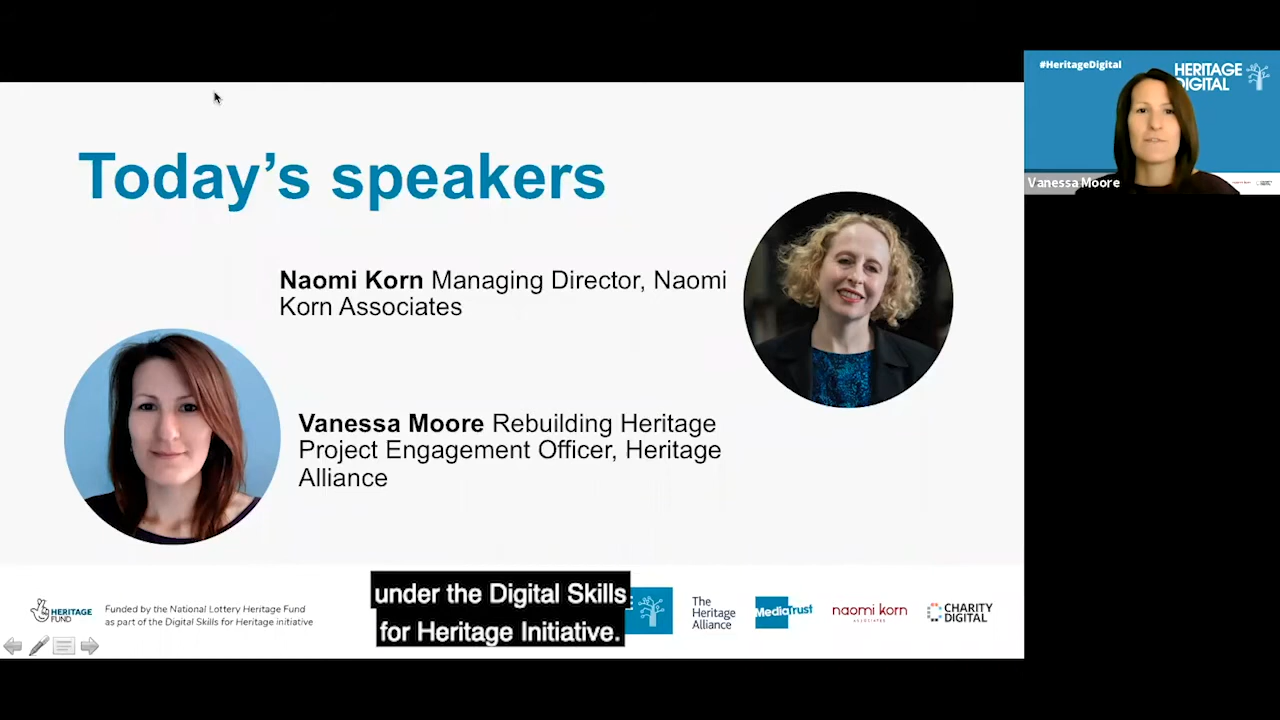 #HeritageDigital
HERITAGE
DIGITAL
Vanessa Moore
Today's speakers
Naomi Korn Managing Director, Naomi
Korn Associates
Vanessa Moore Rebuilding Heritage
Project Engagement Officer, Heritage
Alliance
under the Digital Skills
for Heritage Initiative.
HERITAGE
FUND
Funded by the National Lottery Heritage Fund
as part of the Digital Skills for Heritage initiative
The
Heritage
Alliance
MediaTrust
naomi korn
ASSOCIATES
CHARITY
DIGITAL